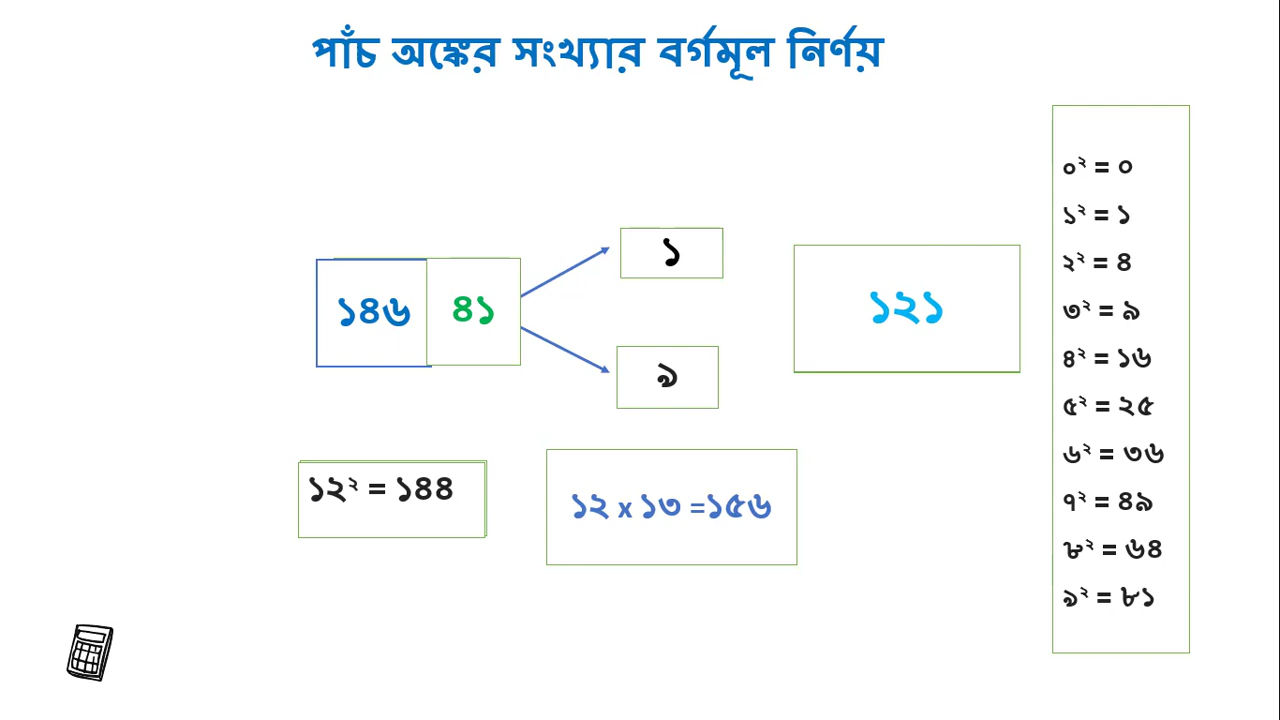 পাঁচ অঙ্কের সংখ্যার বর্গমূল নির্ণয়
১৪৬ ৪১
১
৯
১২১
১২² = ১৪৪
১২ x ১৩ =১৫৬
০² = ০
১² = ১
২² = ৪
৩² = ৯
৪² = ১৬
৫² = ২৫
৬² = ৩৬
৭² = ৪৯
৮² = ৬৪
৯² = ৮১